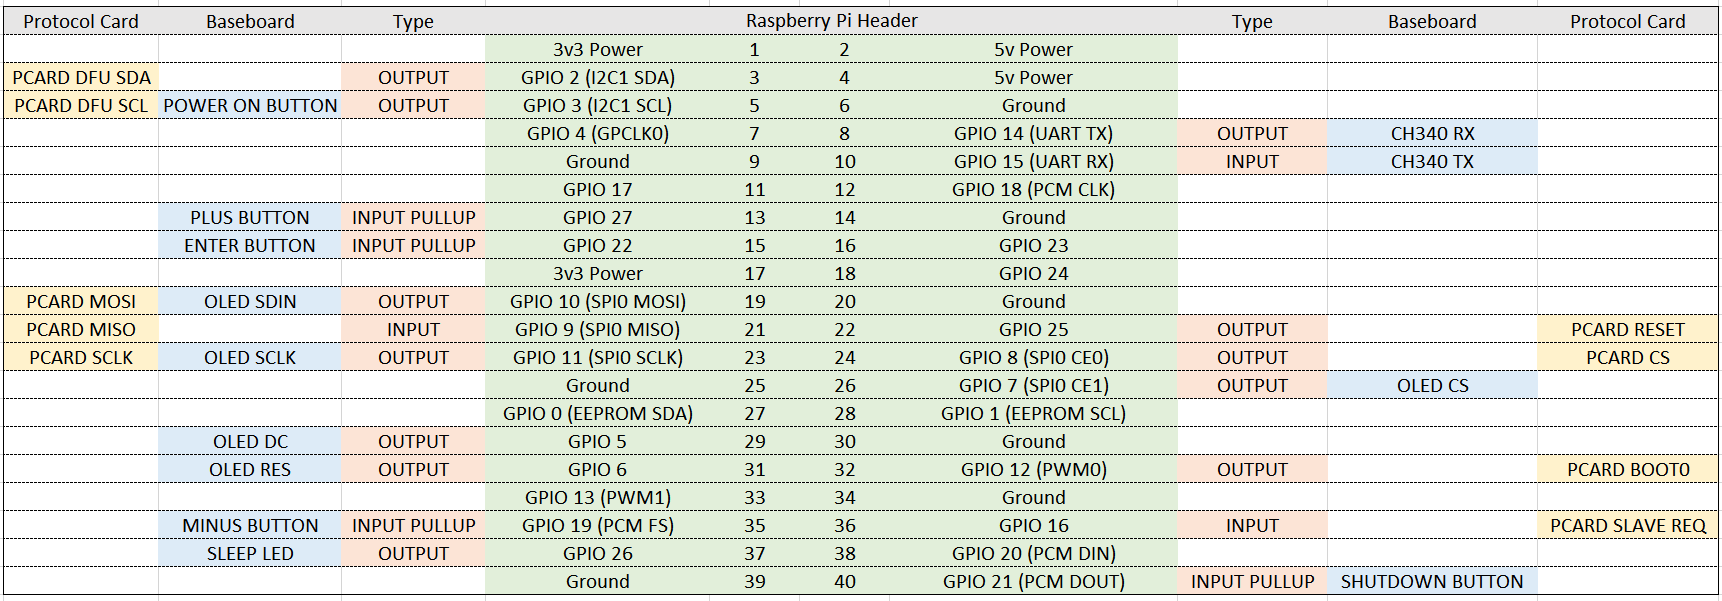 Protocol Card Baseboard Type Raspberry Pi Header Type Baseboard Protocol Card
3v3 Power 1 2 5v Power
PCARD DFU SDA OUTPUT GPIO 2 (I2C1 SDA) 3 4 5v Power
PCARD DFU SCL POWER ON BUTTON OUTPUT GPIO 3 (I2C1 SCL) 5 6 Ground
GPIO 4 (GPCLK0) 7 8 GPIO 14 (UART TX) OUTPUT CH340 RX
Ground 9 10 GPIO 15 (UART RX) INPUT CH340 TX
GPIO 17 11 12 GPIO 18 (PCM CLK)
PLUS BUTTON INPUT PULLUP GPIO 27 13 14 Ground
ENTER BUTTON INPUT PULLUP GPIO 22 15 16 GPIO 23
3v3 Power 17 18 GPIO 24
PCARD MOSI OLED SDIN OUTPUT GPIO 10 (SPI0 MOSI) 19 20 Ground
PCARD MISO INPUT GPIO 9 (SPI0 MISO) 21 22 GPIO 25 OUTPUT PCARD RESET
PCARD SCLK OLED SCLK OUTPUT GPIO 11 (SPI0 SCLK) 23 24 GPIO 8 (SPI0 CE0) OUTPUT PCARD CS
Ground 25 26 GPIO 7 (SPI0 CE1) OUTPUT OLED CS
GPIO 0 (EEPROM SDA) 27 28 GPIO 1 (EEPROM SCL)
OLED DC OUTPUT GPIO 5 29 30 Ground
OLED RES OUTPUT GPIO 6 31 32 GPIO 12 (PWM0) OUTPUT PCARD BOOT0
GPIO 13 (PWM1) 33 34 Ground
MINUS BUTTON INPUT PULLUP GPIO 19 (PCM FS) 35 36 GPIO 16 INPUT PCARD SLAVE REQ
SLEEP LED OUTPUT GPIO 26 37 38 GPIO 20 (PCM DIN)
Ground 39 40 GPIO 21 (PCM DOUT) INPUT PULLUP SHUTDOWN BUTTON